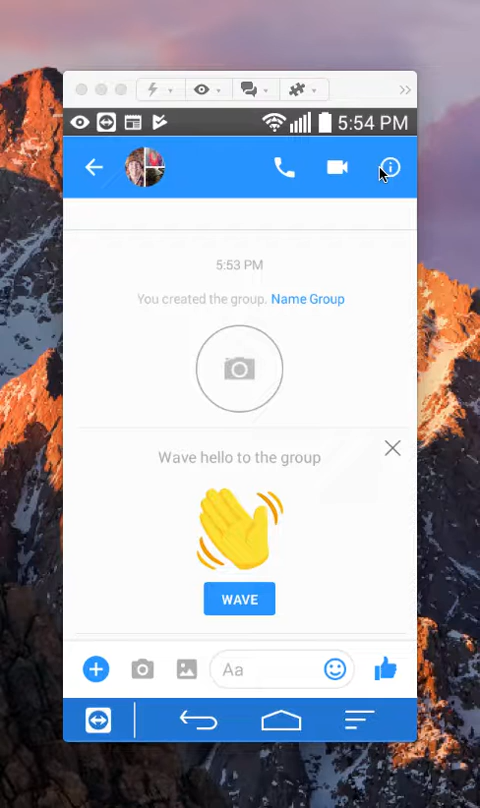 5:54 PM
5:53 PM
You created the group. Name Group
Wave hello to the group
WAVE
Aa